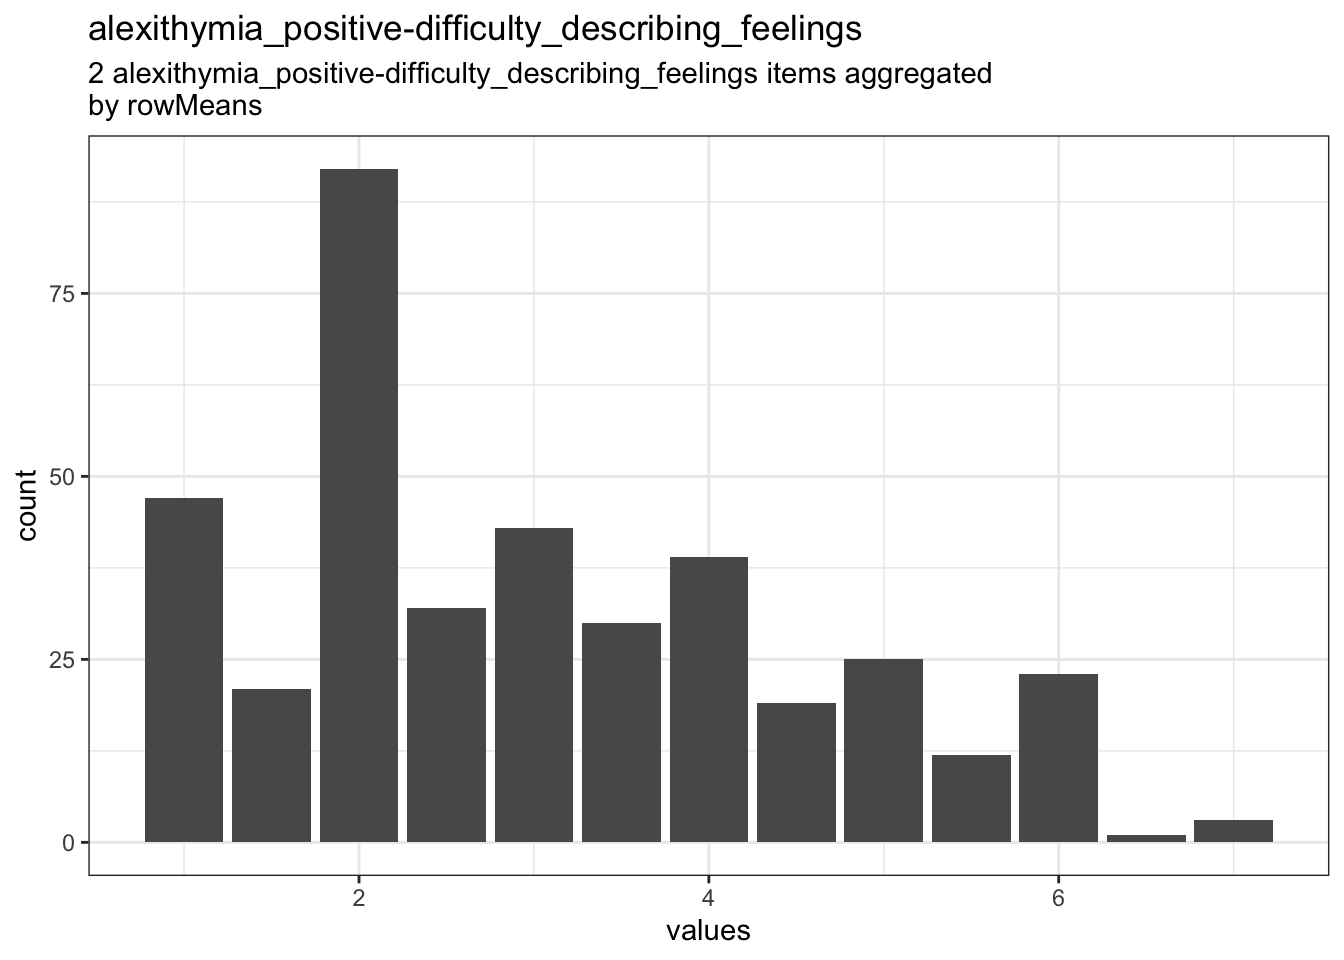 alexithymia_positive-difficulty_describing_feelings
2 alexithymia_positive-difficulty_describing_feelings items aggregated
by rowMeans
75
50
25
0
count
2 4 6
values